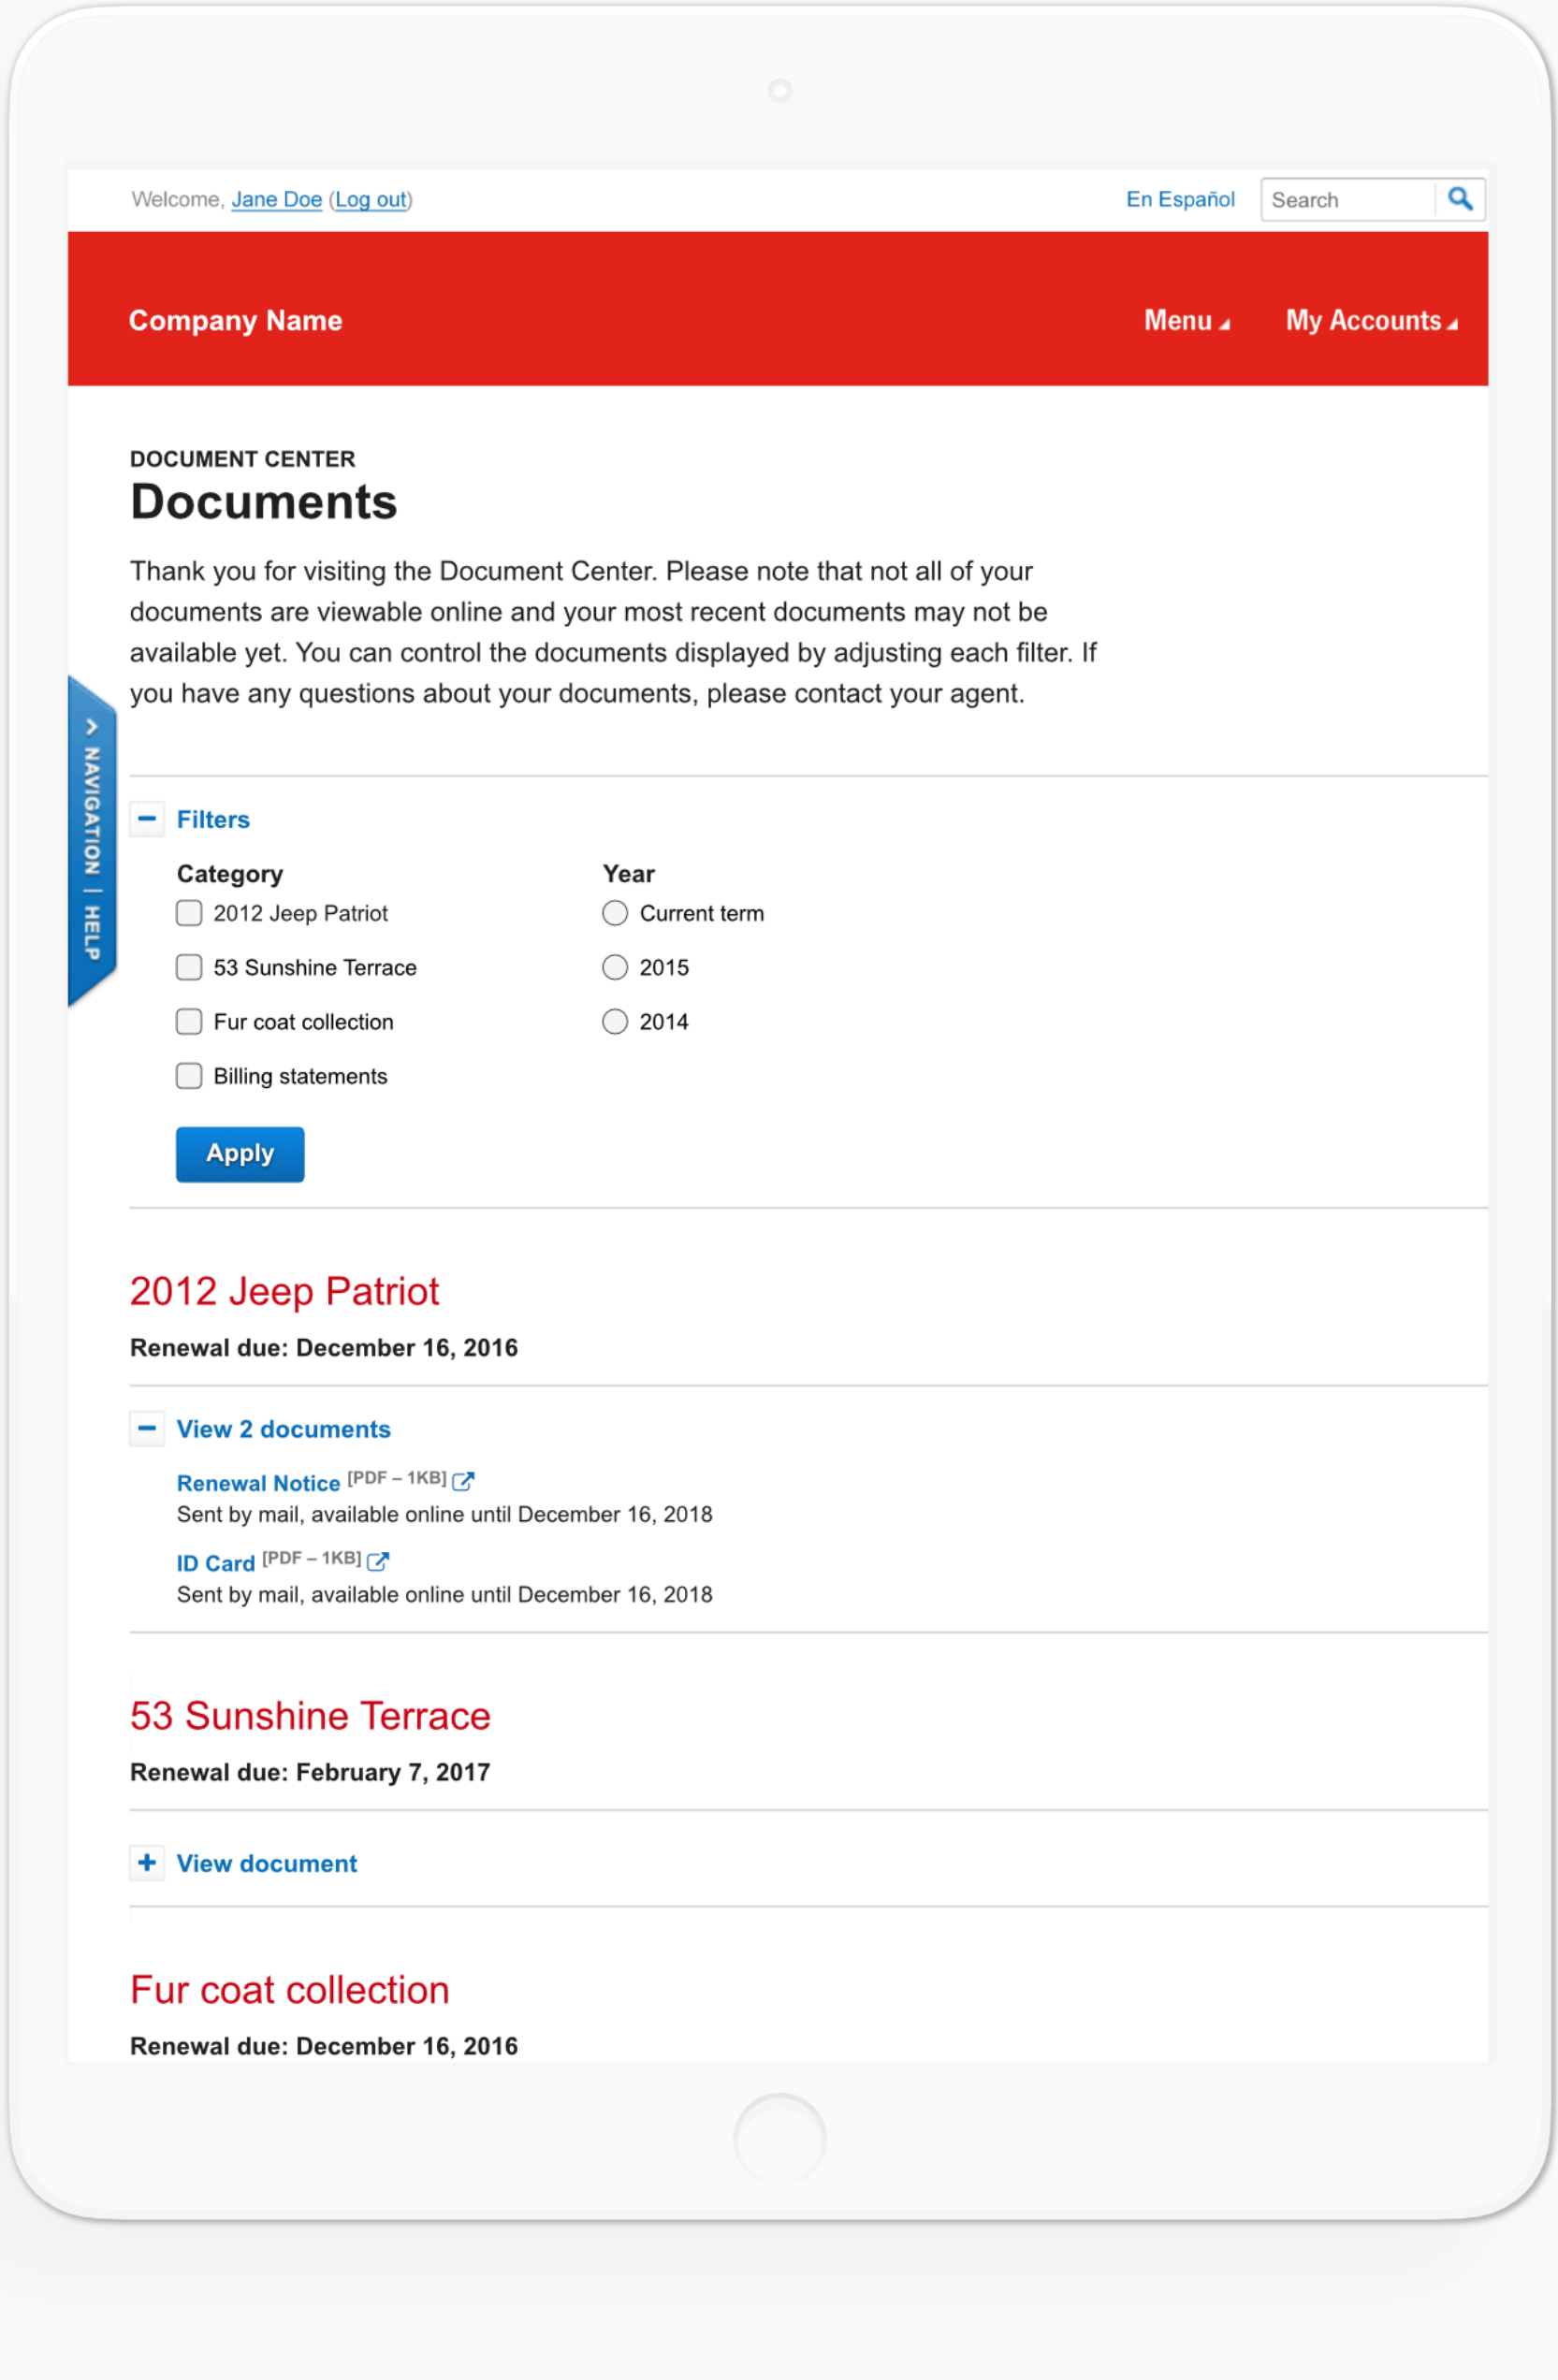 Welcome, Jane Doe (Log out)
En Español
Search
Company Name
Menu
My Accounts
DOCUMENT CENTER
Documents
Thank you for visiting the Document Center. Please note that not all of your
documents are viewable online and your most recent documents may not be
available yet. You can control the documents displayed by adjusting each filter. If
you have any questions about your documents, please contact your agent.
NAVIGATION | HELP
Filters
Category
2012 Jeep Patriot
53 Sunshine Terrace
Fur coat collection
Billing statements
Year
Current term
2015
2014
Apply
2012 Jeep Patriot
Renewal due: December 16, 2016
View 2 documents
Renewal Notice [PDF – 1KB]
Sent by mail, available online until December 16, 2018
ID Card [PDF – 1KB]
Sent by mail, available online until December 16, 2018
53 Sunshine Terrace
Renewal due: February 7, 2017
View document
Fur coat collection
Renewal due: December 16, 2016